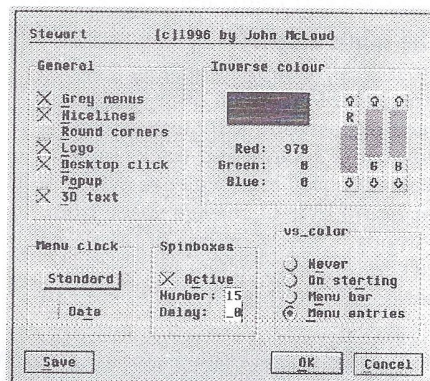 Stewart [c]1996 by John McLoud
General
Grey menus
Nicelines
Round corners
Logo
Desktop click
Popup
3D text
Inverse colour
R
G B
Red: 979
Green: 0
Blue: 0
Menu clock
Standard
Date
Spinboxes
Active
Number: 15
Delay: _0
vs_color
Never
On starting
Menu bar
Menu entries
Save
OK
Cancel